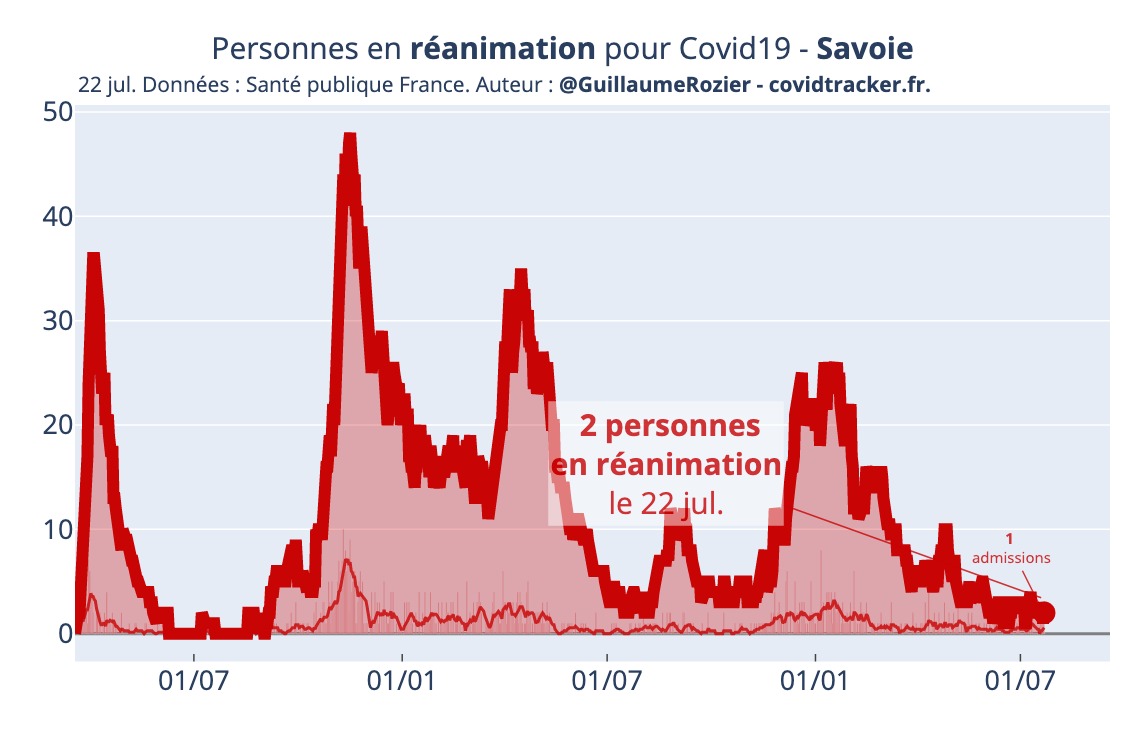 Personnes en réanimation pour Covid19 - Savoie
22 jul. Données : Santé publique France. Auteur : @GuillaumeRozier - covidtracker.fr.
50
40
30
20
10
0
2 personnes
en réanimation
le 22 jul.
1
admissions
01/07
01/01
01/07
01/01
01/07